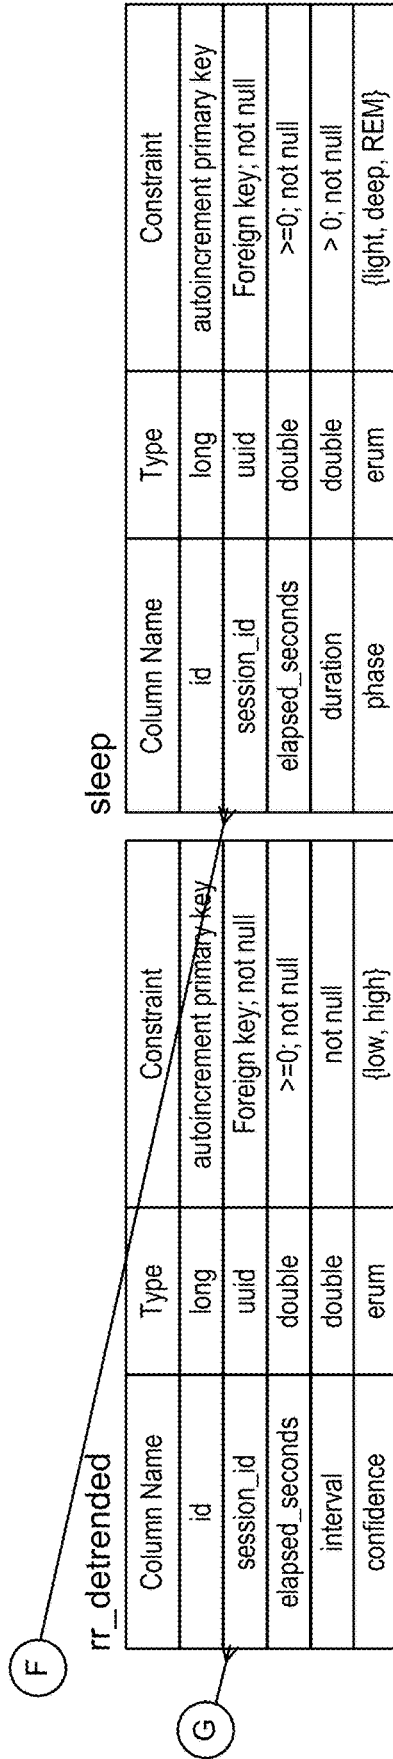 F
G
rr_detrended
Column Name Type Constraint
id long autoincrement primary key
session_id uuid Foreign key; not null
elapsed_seconds double >=0; not null
interval double not null
confidence erum {low, high}
sleep
Column Name Type Constraint
id long autoincrement primary key
session_id uuid Foreign key; not null
elapsed_seconds double >=0; not null
duration double > 0; not null
phase erum {light, deep, REM}